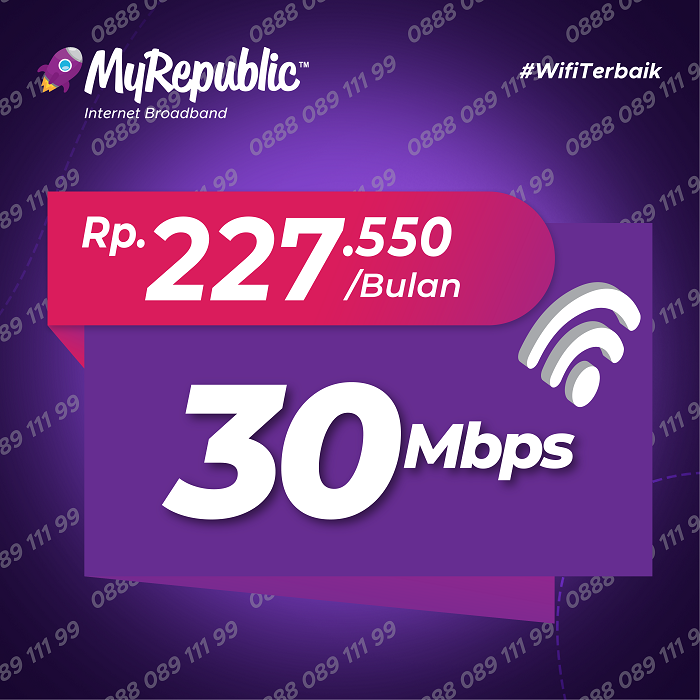 MyRepublic™
Internet Broadband
#WifiTerbaik
Rp. 227.550
/Bulan
30 Mbps
0888 089 111 99